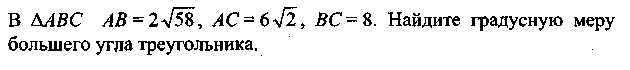 В ΔABC AB = 2√58, AC = 6√2, BC = 8. Найдите градусную меру
большего угла треугольника.